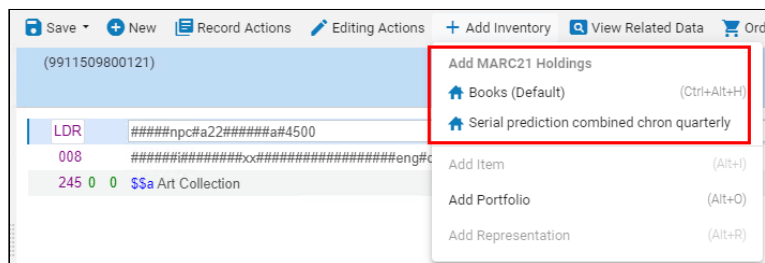 Save New Record Actions Editing Actions + Add Inventory View Related Data Ord
(9911509800121)
Add MARC21 Holdings
Books (Default) (Ctrl+Alt+H)
Serial prediction combined chron quarterly
LDR #####npc#a22######a#4500
008 ######i########xx##################eng#
245 0 0 $$a Art Collection
Add Item (Alt+I)
Add Portfolio (Alt+O)
Add Representation (Alt+R)